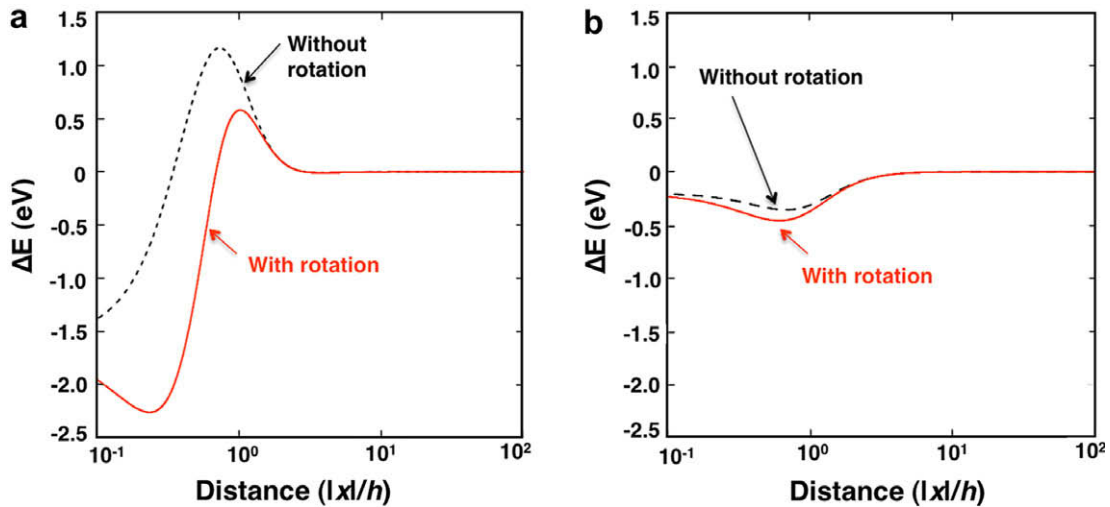 a
1.5
1.0
0.5
0
-0.5
-1.0
-1.5
-2.0
-2.5
ΔE (eV)
Without
rotation
With rotation
10-1
100
101
102
Distance (|x|/h)
b
1.5
1.0
0.5
0
-0.5
-1.0
-1.5
-2.0
-2.5
ΔE (eV)
Without rotation
With rotation
10-1
100
101
102
Distance (|x|/h)